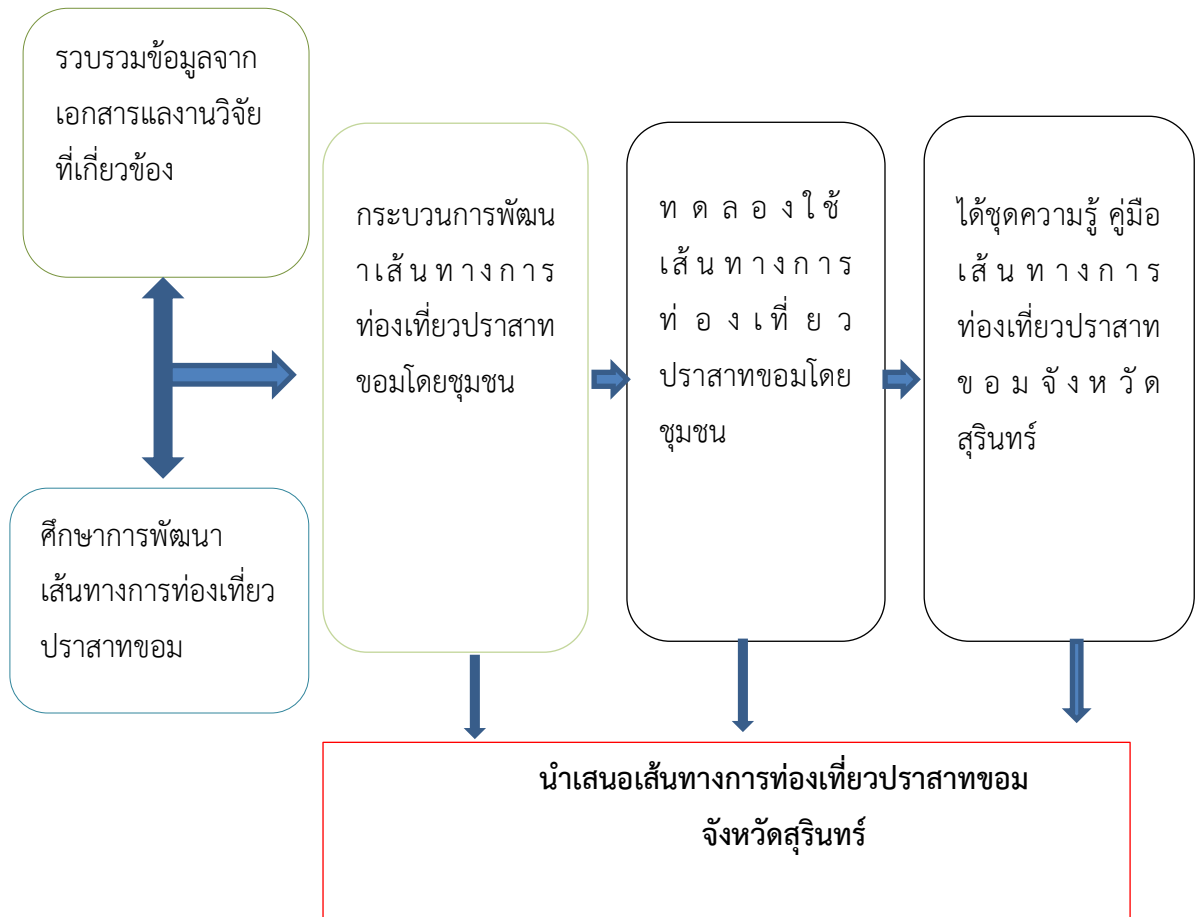 รวบรวมข้อมูลจาก
เอกสารแลงานวิจัย
ที่เกี่ยวข้อง
ศึกษาการพัฒนา
เส้นทางการท่องเที่ยว
ปราสาทขอม
กระบวนการพัฒน
าเส้นทางการ
ท่องเที่ยวปราสาท
ขอมโดยชุมชน
ทดลองใช้
เส้นทางการ
ท่องเที่ยว
ปราสาทขอมโดย
ชุมชน
ได้ชุดความรู้ คู่มือ
เส้นทางการ
ท่องเที่ยวปราสาท
ขอมจังหวัด
สุรินทร์
นำเสนอเส้นทางการท่องเที่ยวปราสาทขอม
จังหวัดสุรินทร์